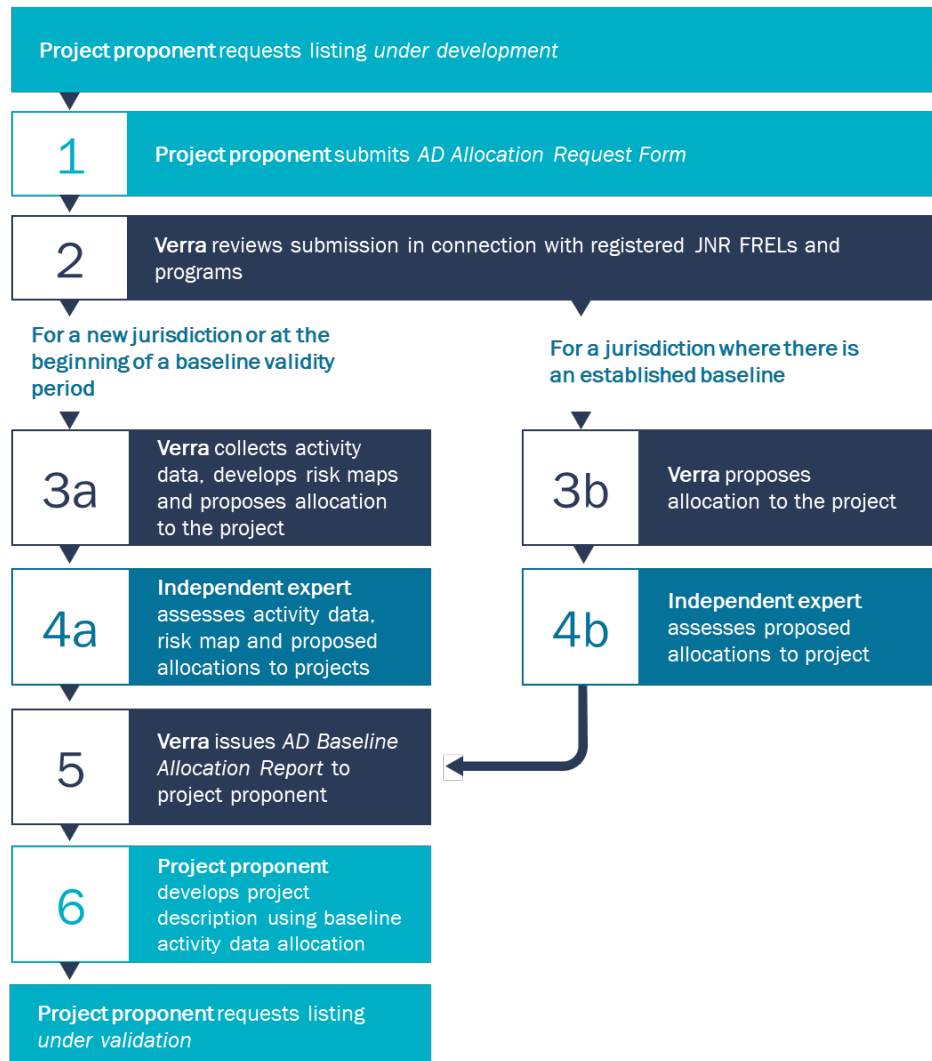 Project proponent requests listing under development
1
Project proponent submits AD Allocation Request Form
2
Verra reviews submission in connection with registered JNR FRELs and
programs
For a new jurisdiction or at the
beginning of a baseline validity
period
For a jurisdiction where there is
an established baseline
3a
Verra collects activity
data, develops risk maps
and proposes allocation
to the project
3b
Verra proposes
allocation to the project
4a
Independent expert
assesses activity data,
risk map and proposed
allocations to projects
4b
Independent expert
assesses proposed
allocations to project
5
Verra issues AD Baseline
Allocation Report to
project proponent
6
Project proponent
develops project
description using baseline
activity data allocation
Project proponent requests listing
under validation